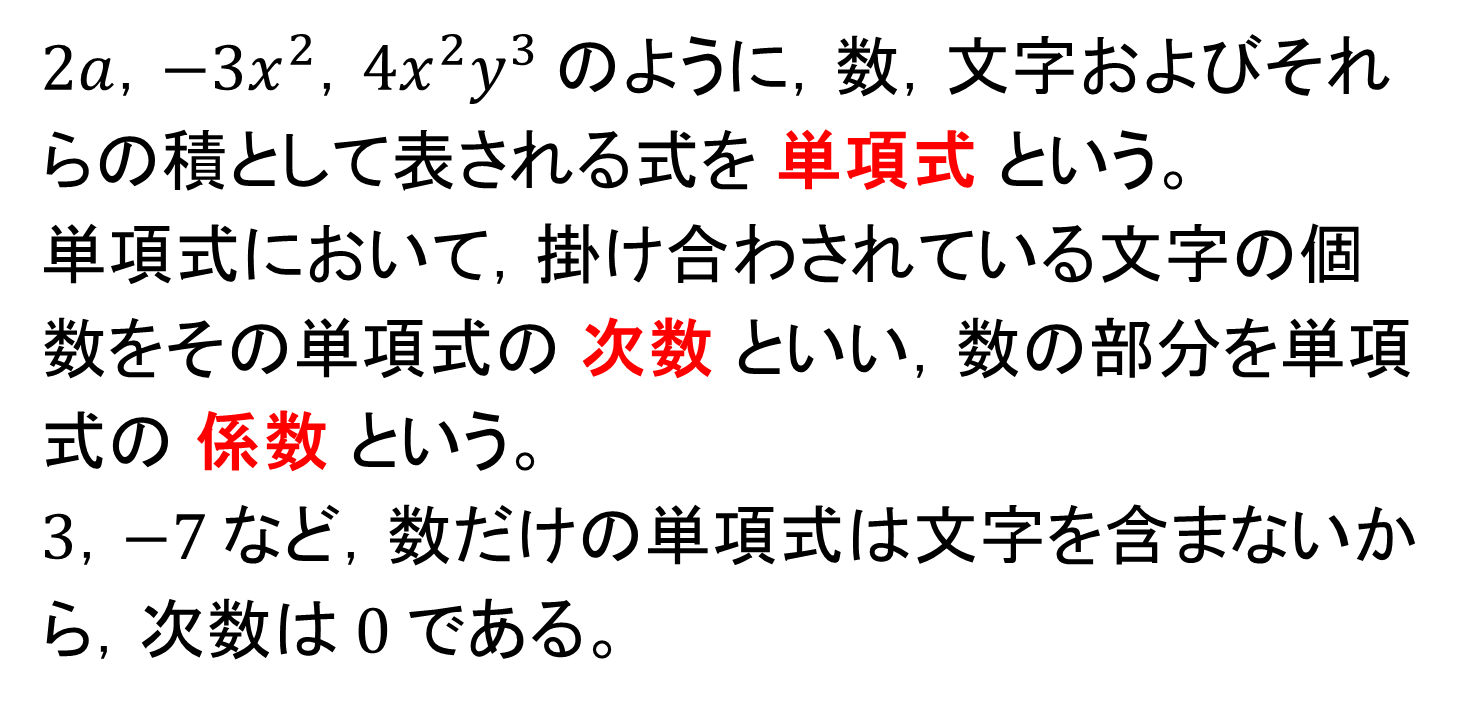 2a, −3x², 4x²y³ のように, 数, 文字およびそれ
らの積として表される式を 単項式 という。
単項式において, 掛け合わされている文字の個
数をその単項式の 次数 といい, 数の部分を単項
式の 係数 という。
3, −7 など, 数だけの単項式は文字を含まないか
ら, 次数は 0 である。